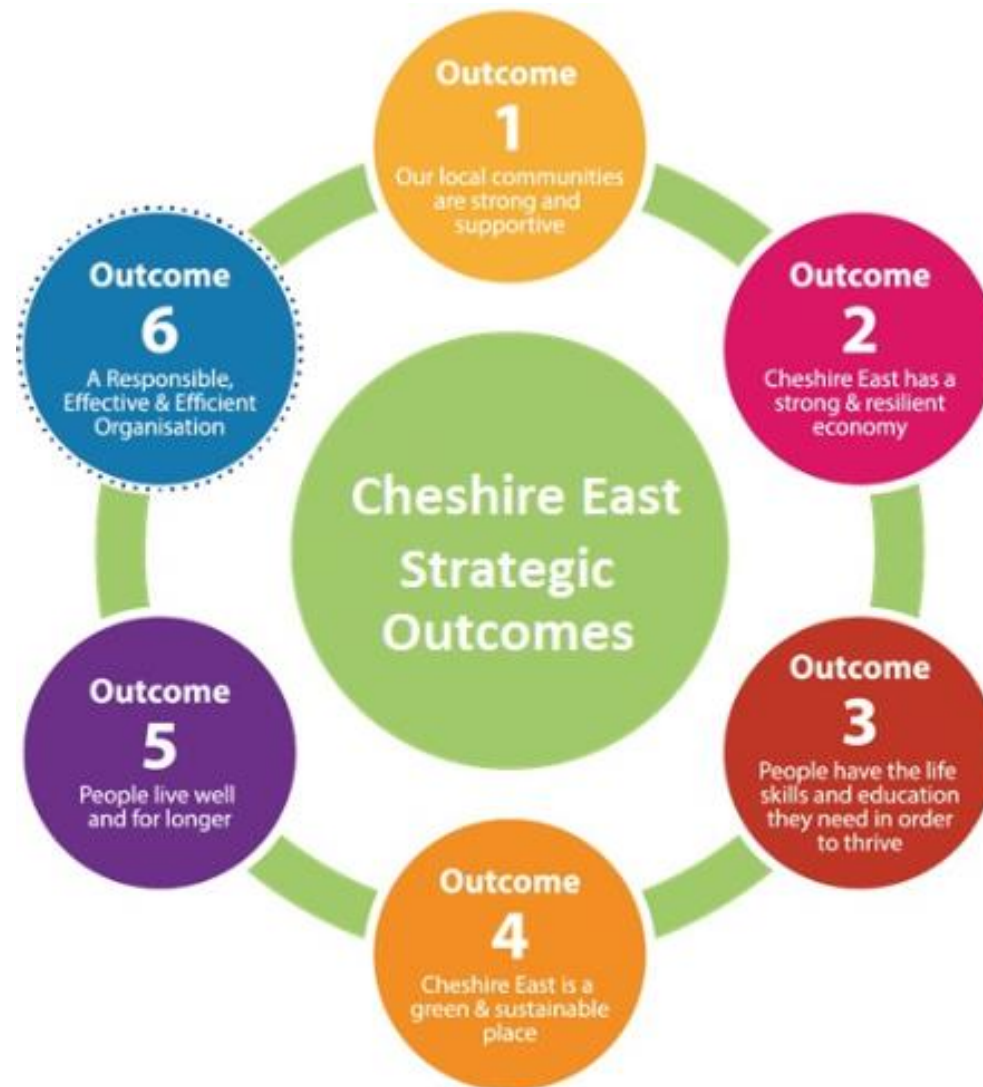 Outcome
1
Our local communities
are strong and
supportive
Outcome
2
Cheshire East has a
strong & resilient
economy
Outcome
3
People have the life
skills and education
they need in order
to thrive
Outcome
4
Cheshire East is a
green & sustainable
place
Outcome
5
People live well
and for longer
Outcome
6
A Responsible,
Effective & Efficient
Organisation
Cheshire East
Strategic
Outcomes